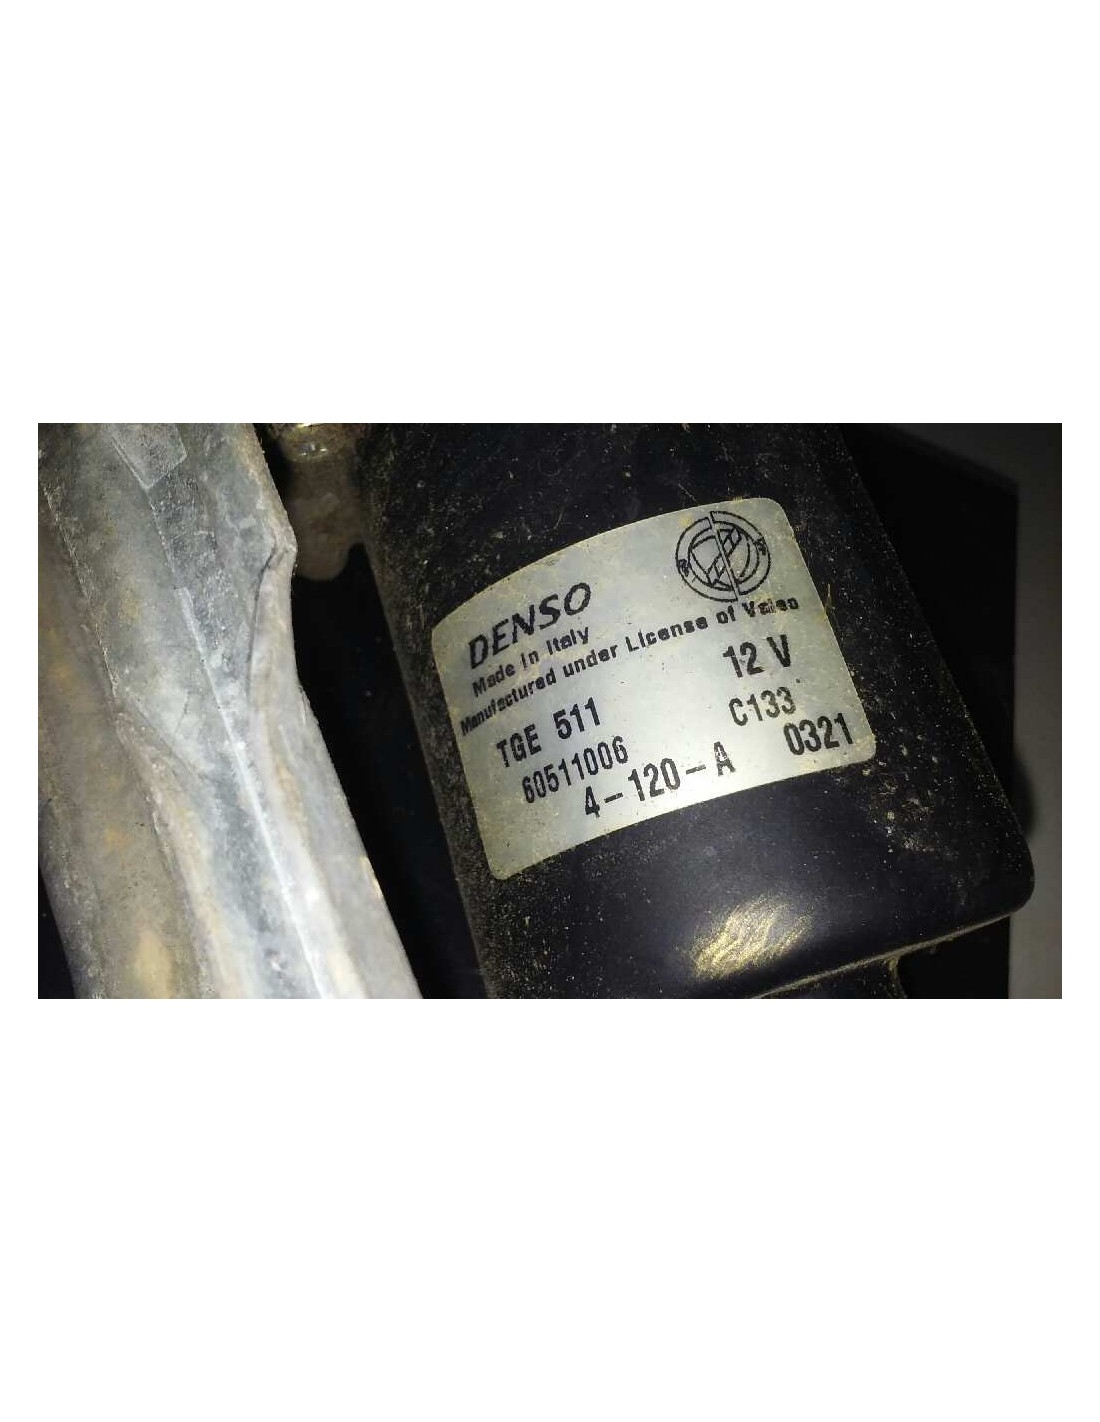 DENSO
Made in Italy
Manufactured under License of Valeo
TGE 511 12 V
60511006 C133
4-120-A 0321